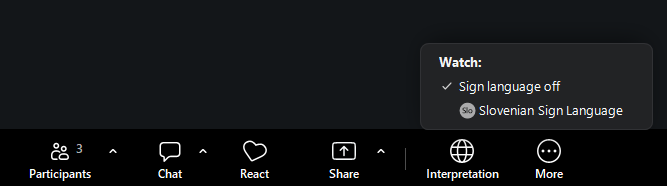 Watch:
Sign language off
Slo Slovenian Sign Language
3
Participants Chat React Share Interpretation More